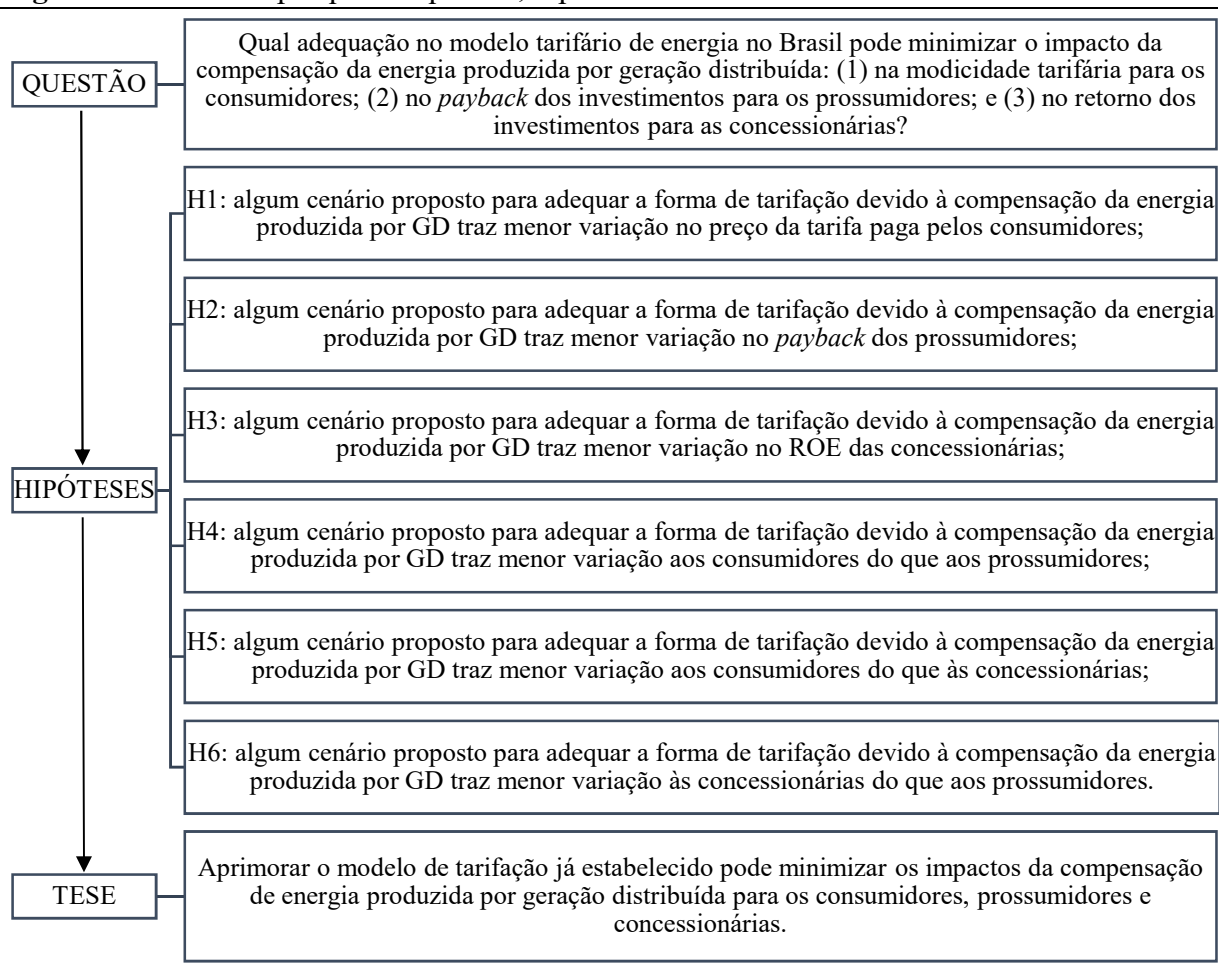 QUESTÃO
Qual adequação no modelo tarifário de energia no Brasil pode minimizar o impacto da
compensação da energia produzida por geração distribuída: (1) na modicidade tarifária para os
consumidores; (2) no payback dos investimentos para os prossumidores; e (3) no retorno dos
investimentos para as concessionárias?
HIPÓTESES
H1: algum cenário proposto para adequar a forma de tarifação devido à compensação da energia
produzida por GD traz menor variação no preço da tarifa paga pelos consumidores;
H2: algum cenário proposto para adequar a forma de tarifação devido à compensação da energia
produzida por GD traz menor variação no payback dos prossumidores;
H3: algum cenário proposto para adequar a forma de tarifação devido à compensação da energia
produzida por GD traz menor variação no ROE das concessionárias;
H4: algum cenário proposto para adequar a forma de tarifação devido à compensação da energia
produzida por GD traz menor variação aos consumidores do que aos prossumidores;
H5: algum cenário proposto para adequar a forma de tarifação devido à compensação da energia
produzida por GD traz menor variação aos consumidores do que às concessionárias;
H6: algum cenário proposto para adequar a forma de tarifação devido à compensação da energia
produzida por GD traz menor variação às concessionárias do que aos prossumidores.
TESE
Aprimorar o modelo de tarifação já estabelecido pode minimizar os impactos da compensação
de energia produzida por geração distribuída para os consumidores, prossumidores e
concessionárias.